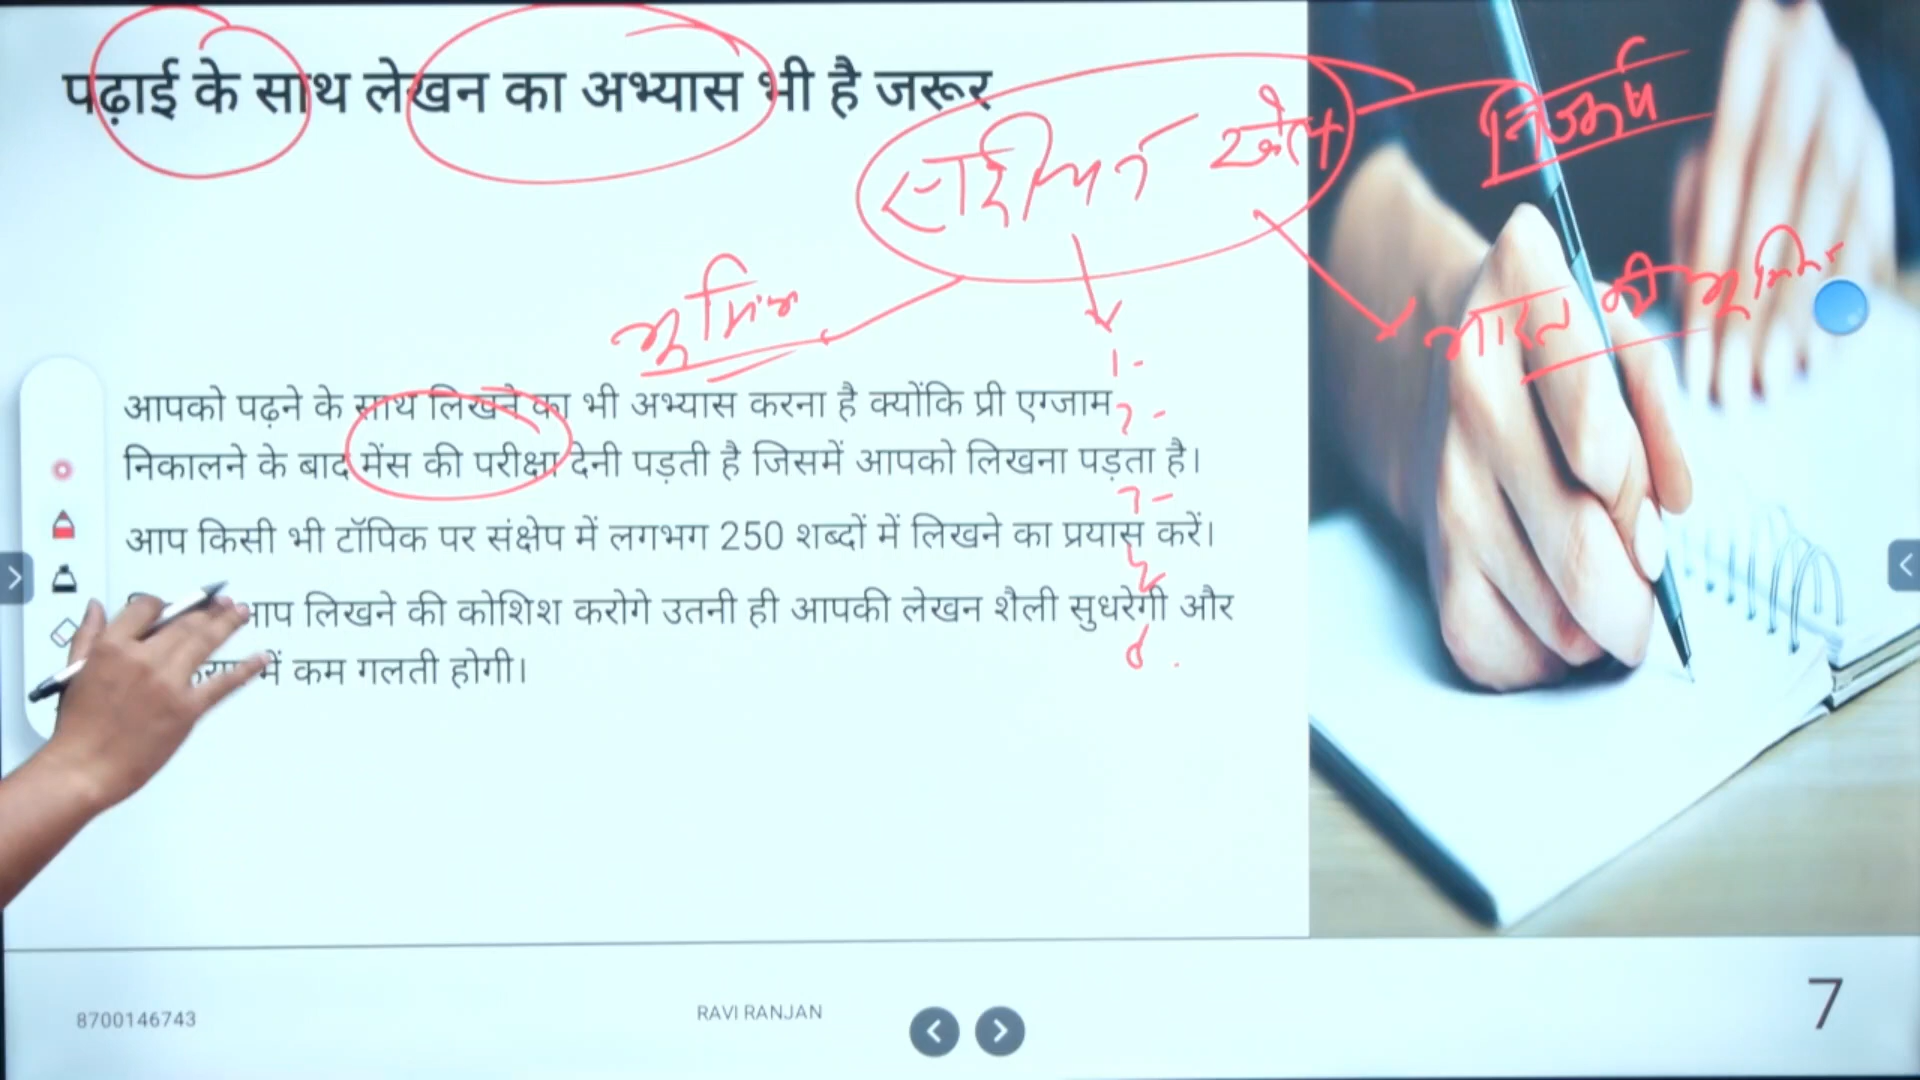 पढ़ाई के साथ लेखन का अभ्यास भी है जरूर
निष्कर्ष
भूमिका
भारत की भूमिका
1-
आपको पढ़ने के साथ लिखने का भी अभ्यास करना है क्योंकि प्री एग्जाम
निकालने के बाद मेंस की परीक्षा देनी पड़ती है जिसमें आपको लिखना पड़ता है।
आप किसी भी टॉपिक पर संक्षेप में लगभग 250 शब्दों में लिखने का प्रयास करें।
आप लिखने की कोशिश करोगे उतनी ही आपकी लेखन शैली सुधरेगी और
में कम गलती होगी।
8700146743
RAVI RANJAN
7